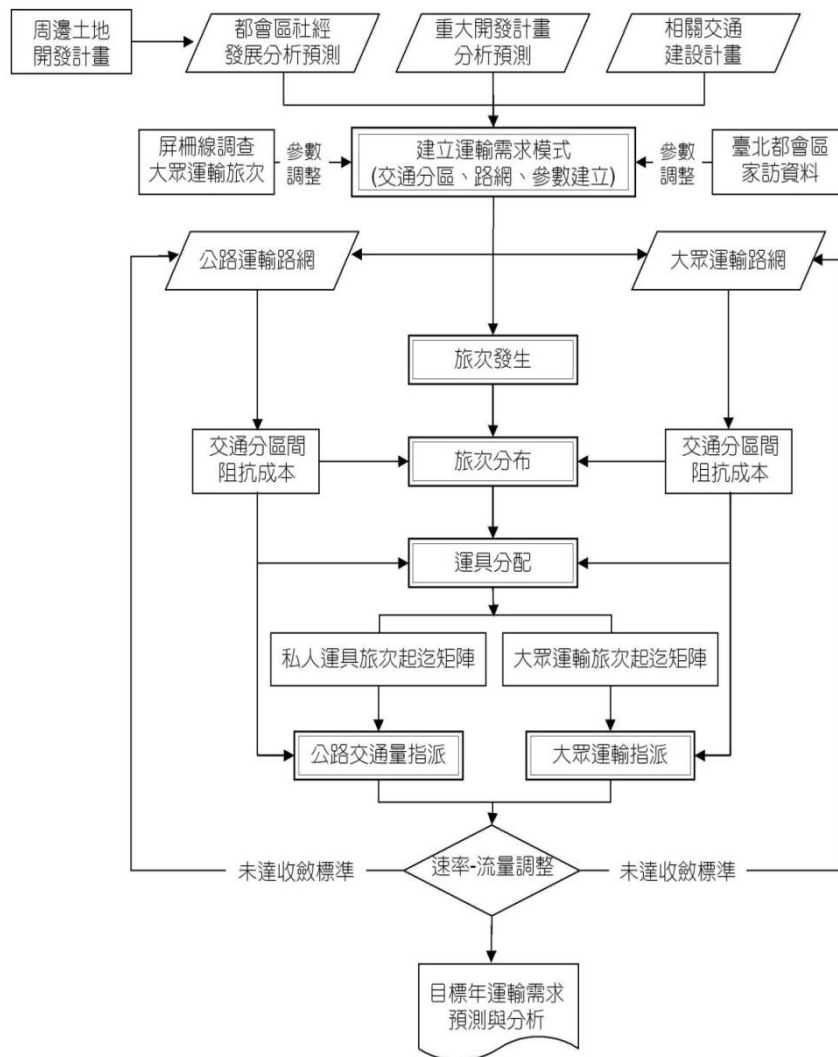 周邊土地
開發計畫
都會區社經
發展分析預測
重大開發計畫
分析預測
相關交通
建設計畫
屏柵線調查
大眾運輸旅次
參數
調整
建立運輸需求模式
(交通分區、路網、參數建立)
參數
調整
臺北都會區
家訪資料
公路運輸路網
大眾運輸路網
旅次發生
交通分區間
阻抗成本
旅次分布
交通分區間
阻抗成本
運具分配
私人運具旅次起迄矩陣
大眾運輸旅次起迄矩陣
公路交通量指派
大眾運輸指派
未達收斂標準
速率-流量調整
未達收斂標準
目標年運輸需求
預測與分析